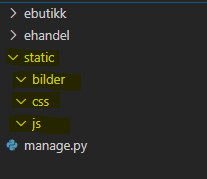 ebutikk
ehandel
static
bilder
css
js
manage.py